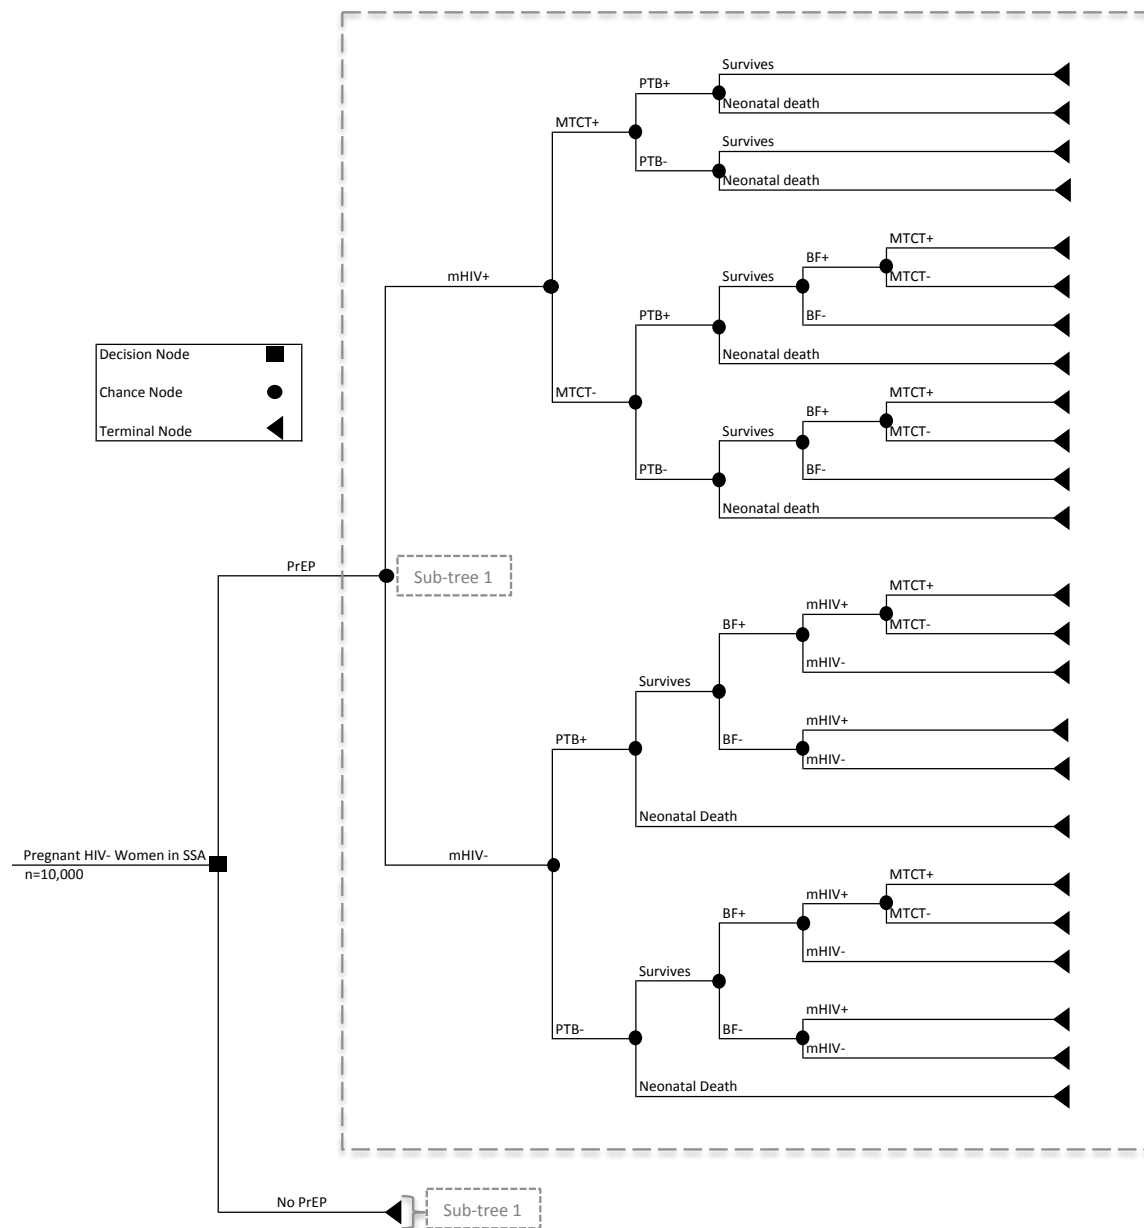 Survives
PTB+
Neonatal death
MTCT+
Survives
PTB-
Neonatal death
MTCT+
BF+
Survives
MTCT-
mHIV+
PTB+
BF-
Neonatal death
MTCT-
MTCT+
BF+
Survives
MTCT-
PTB-
BF-
Neonatal death
Decision Node
Chance Node
Terminal Node
PrEP
Sub-tree 1
MTCT+
mHIV+
BF+
MTCT-
mHIV-
Survives
mHIV+
PTB+
BF-
mHIV-
Neonatal Death
mHIV-
Pregnant HIV- Women in SSA
n=10,000
MTCT+
mHIV+
BF+
MTCT-
mHIV-
Survives
mHIV+
PTB-
BF-
mHIV-
Neonatal Death
No PrEP
Sub-tree 1